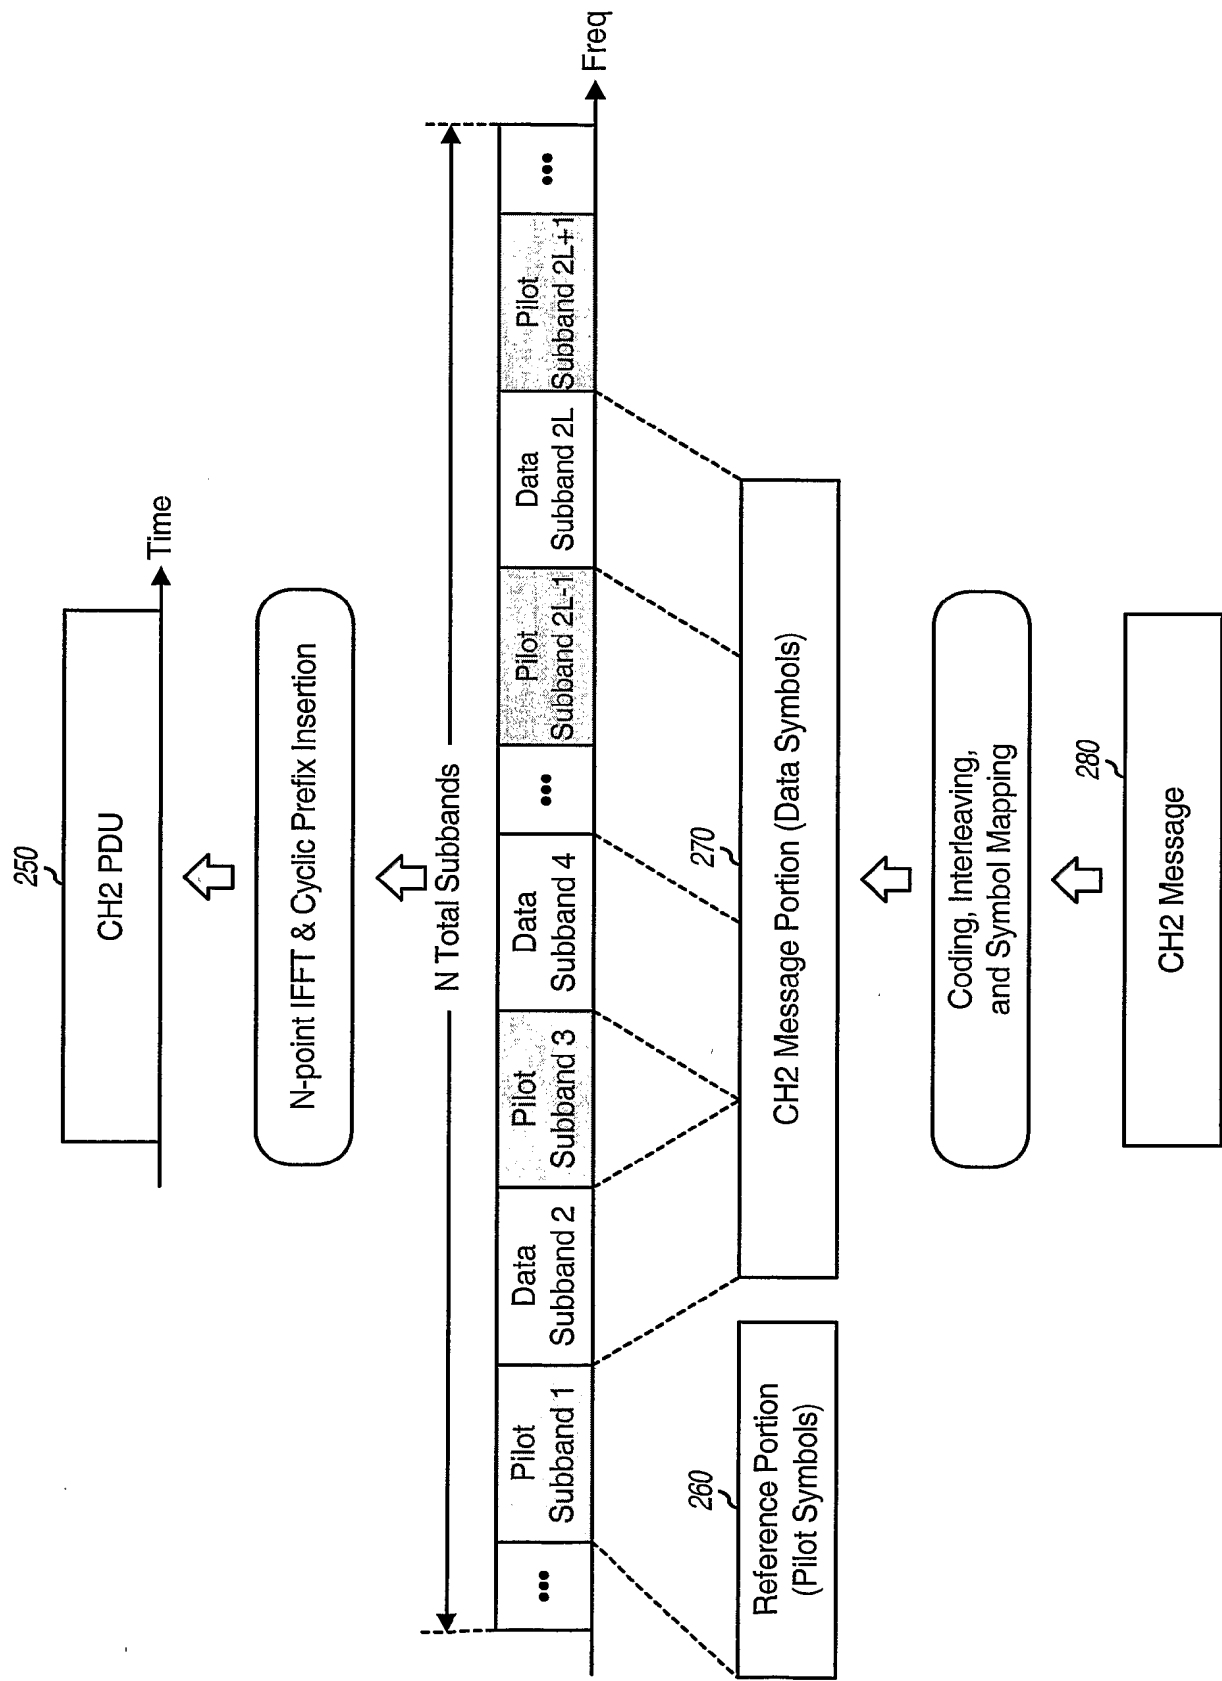 250
CH2 PDU
Time
N-point IFFT & Cyclic Prefix Insertion
N Total Subbands
•••
Pilot
Subband 1
Data
Subband 2
Pilot
Subband 3
Data
Subband 4
•••
Pilot
Subband 2L-1
Data
Subband 2L
Pilot
Subband 2L+1
•••
Freq
260
Reference Portion
(Pilot Symbols)
270
CH2 Message Portion (Data Symbols)
Coding, Interleaving,
and Symbol Mapping
280
CH2 Message